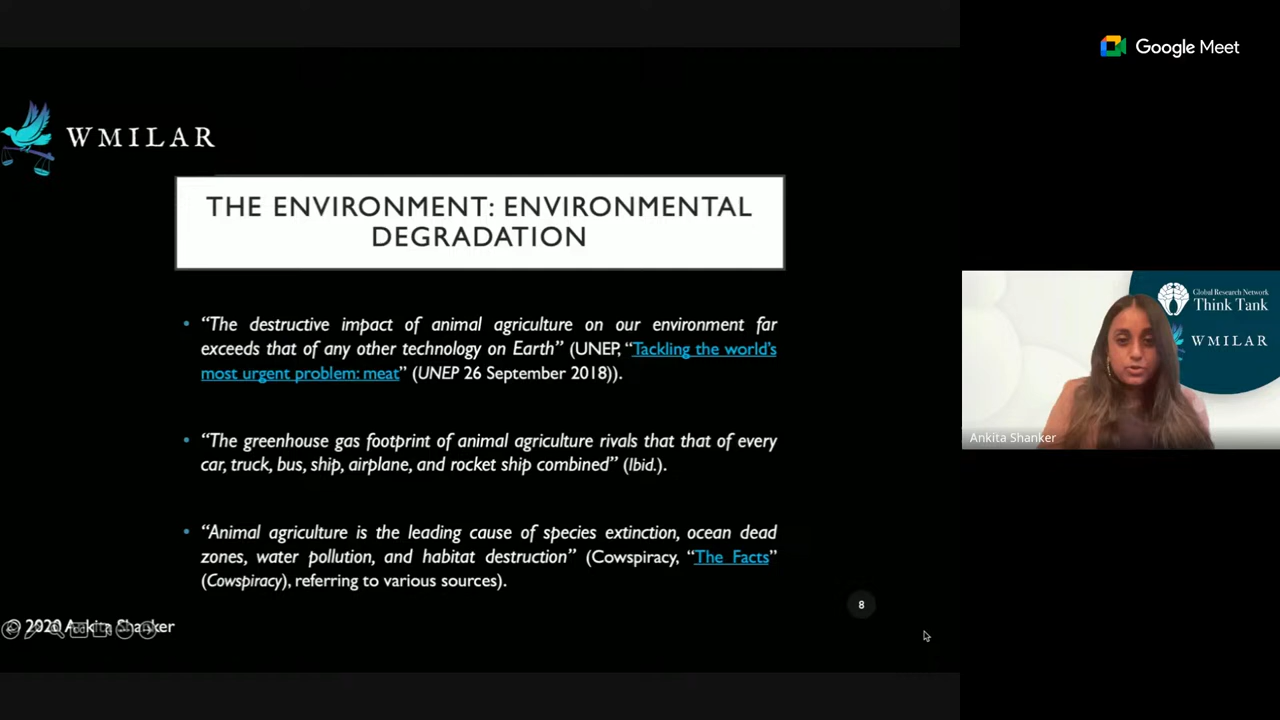 Google Meet
WMILAR
THE ENVIRONMENT: ENVIRONMENTAL
DEGRADATION
• “The destructive impact of animal agriculture on our environment far
exceeds that of any other technology on Earth” (UNEP, “Tackling the world’s
most urgent problem: meat” (UNEP 26 September 2018)).
• “The greenhouse gas footprint of animal agriculture rivals that that of every
car, truck, bus, ship, airplane, and rocket ship combined” (Ibid.).
• “Animal agriculture is the leading cause of species extinction, ocean dead
zones, water pollution, and habitat destruction” (Cowspiracy, “The Facts”
(Cowspiracy), referring to various sources).
8
© 2020 Ankita Shanker
Global Research Network
Think Tank
WMILAR
Ankita Shanker